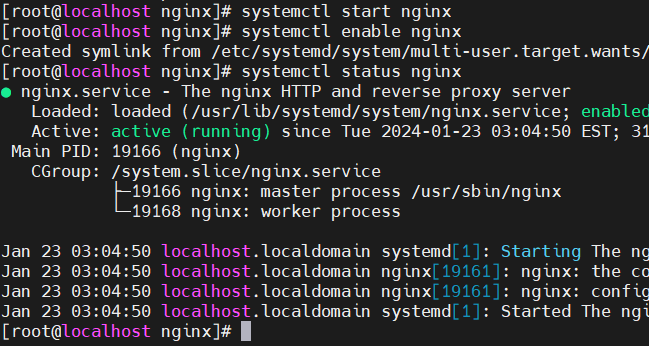 [root@localhost nginx]# systemctl start nginx
[root@localhost nginx]# systemctl enable nginx
Created symlink from /etc/systemd/system/multi-user.target.wants/
[root@localhost nginx]# systemctl status nginx
● nginx.service - The nginx HTTP and reverse proxy server
   Loaded: loaded (/usr/lib/systemd/system/nginx.service; enabled
   Active: active (running) since Tue 2024-01-23 03:04:50 EST; 31
 Main PID: 19166 (nginx)
   CGroup: /system.slice/nginx.service
           ├─19166 nginx: master process /usr/sbin/nginx
           └─19168 nginx: worker process
Jan 23 03:04:50 localhost.localdomain systemd[1]: Starting The ng
Jan 23 03:04:50 localhost.localdomain nginx[19161]: nginx: the co
Jan 23 03:04:50 localhost.localdomain nginx[19161]: nginx: config
Jan 23 03:04:50 localhost.localdomain systemd[1]: Started The ngi
[root@localhost nginx]#